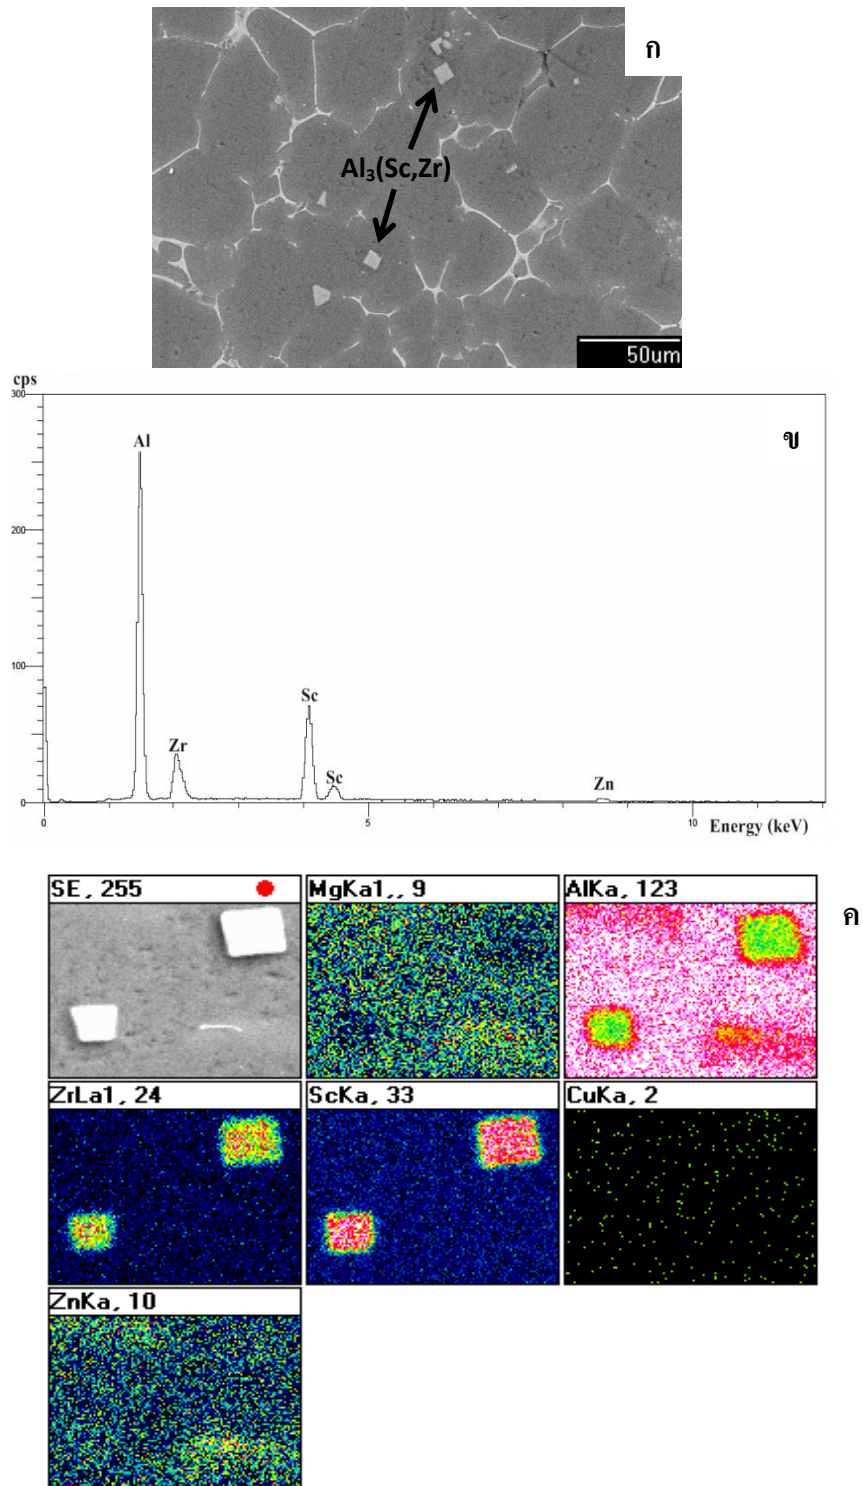 ก
Al₃(Sc,Zr)
50um
cps
300
ข
Al
200
100
Sc
Zr
Sc
Zn
0
0
5
10
Energy (keV)
SE, 255
MgKa1,, 9
AlKa, 123
ค
ZrLa1, 24
ScKa, 33
CuKa, 2
ZnKa, 10